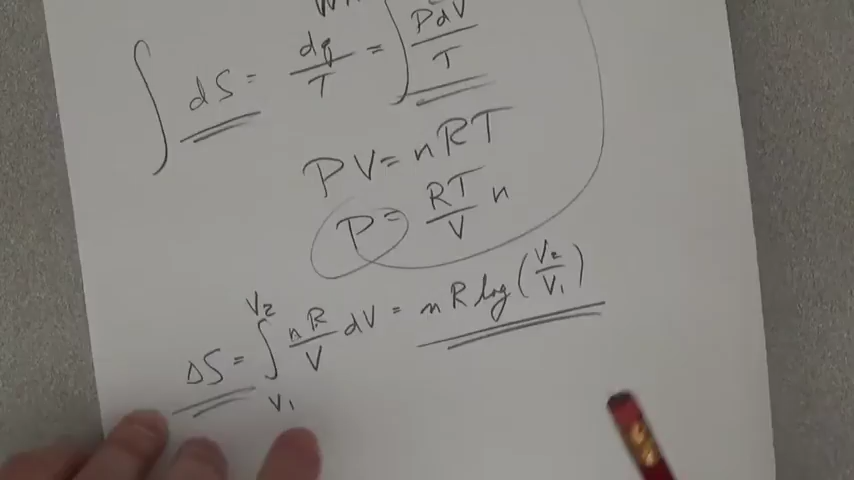 ∫ dS = dq/T = ∫ PdV/T
PV = nRT
P = RT/V n
ΔS = ∫_{V1}^{V2} nR/V dV = nR log(V2/V1)